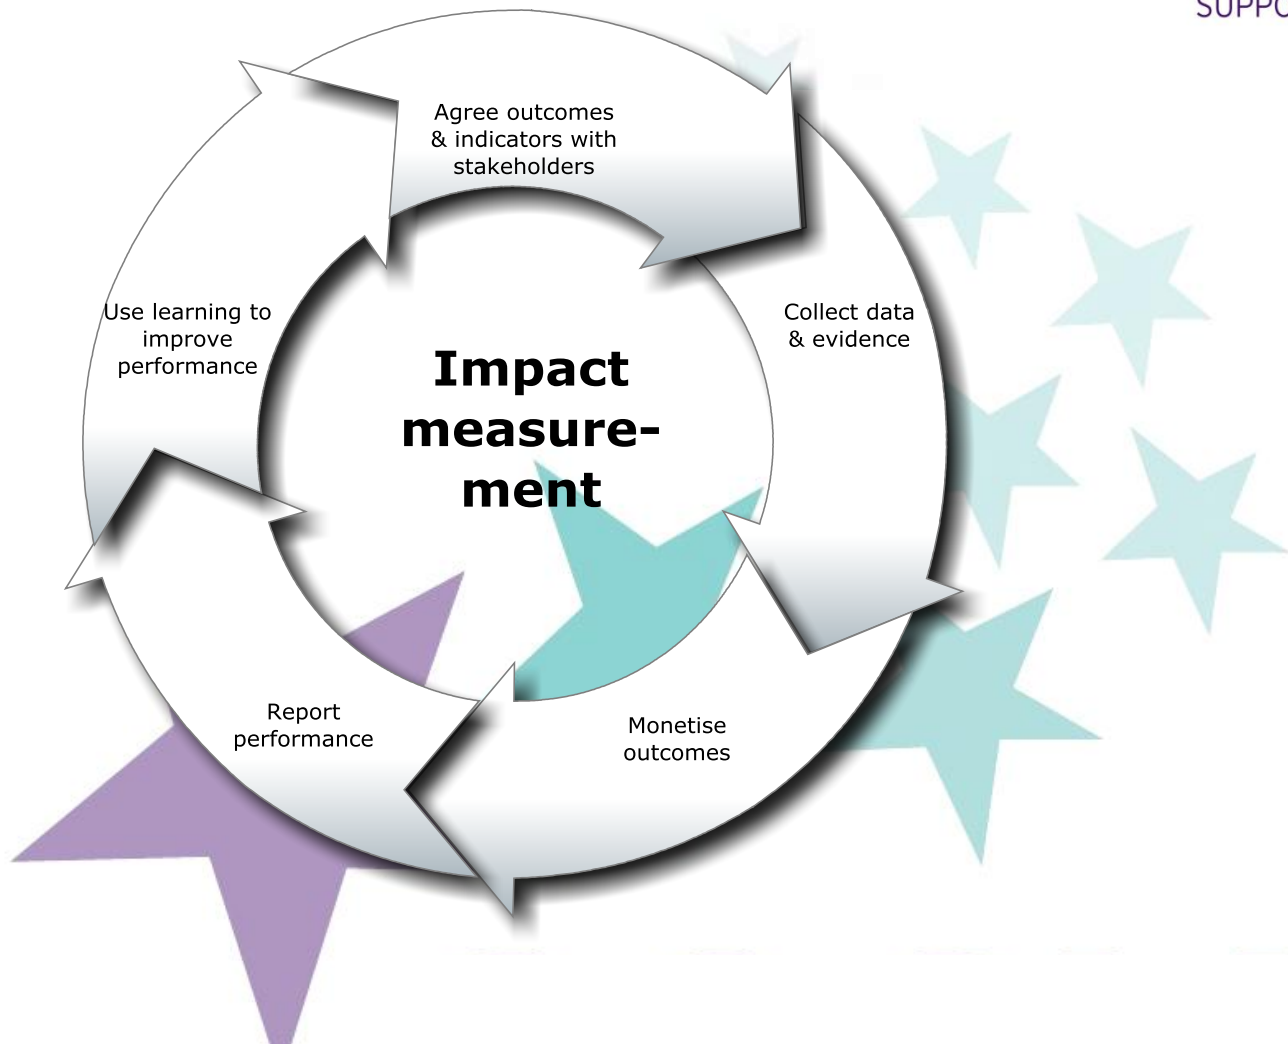 SUPPO
Agree outcomes
& indicators with
stakeholders
Collect data
& evidence
Use learning to
improve
performance
Impact
measure-
ment
Report
performance
Monetise
outcomes